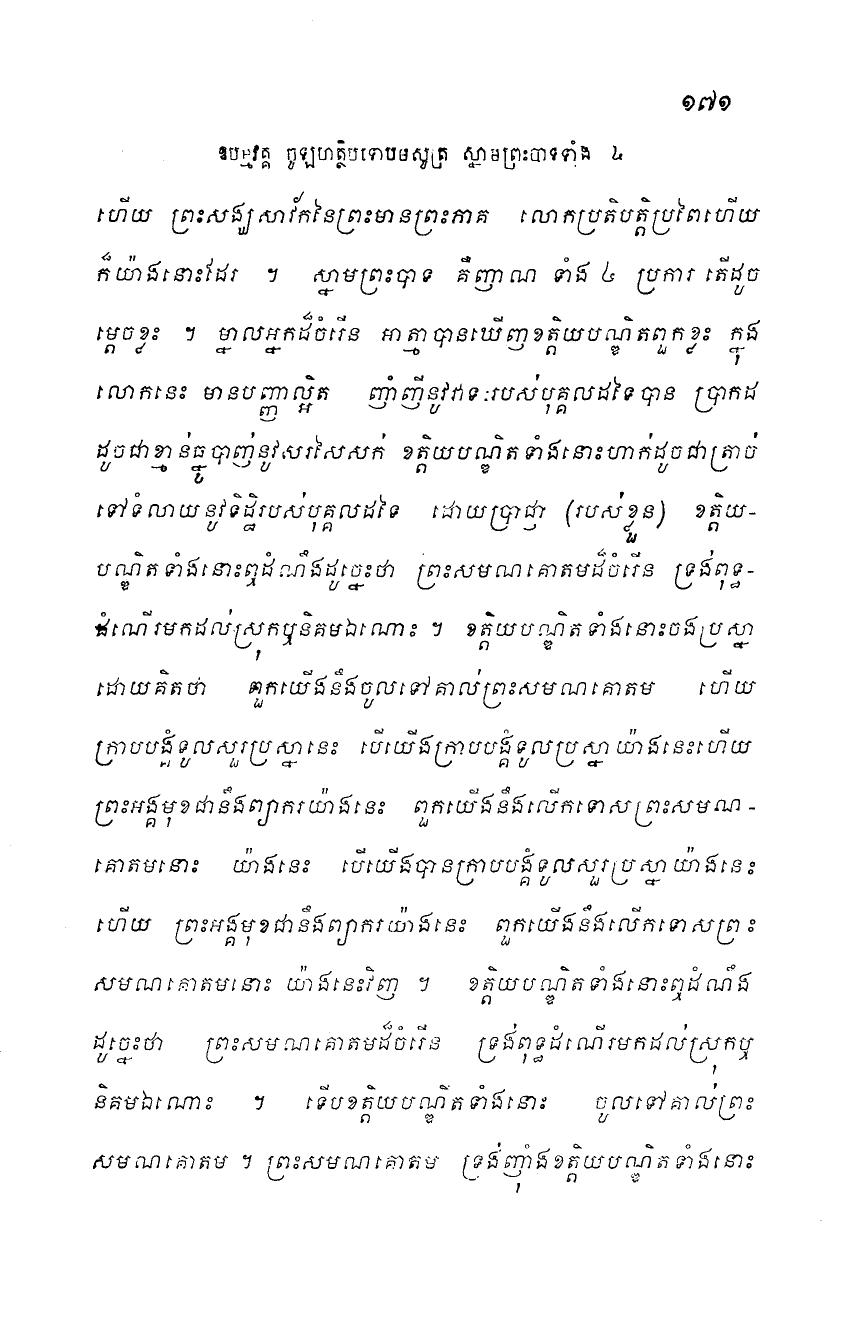 ១៧១
ឧបម្មវគ្គ ចូឡហត្ថិបទោបមសូត្រ ស្នាមព្រះបាទទាំង ៤
ហើយ ព្រះសង្ឃសាវ័កនៃព្រះមានព្រះភាគ លោកប្រតិបត្តិប្រពៃហើយ
ក៏យ៉ាងនោះដែរ ។ ស្នាមព្រះបាទ គឺញាណ ទាំង ៤ ប្រការ តើដូច
ម្តេចខ្លះ ។ ម្នាលអ្នកដ៏ចំរើន អាត្មាបានឃើញខត្តិយបណ្ឌិតពួកខ្លះ ក្នុង
លោកនេះ មានបញ្ញាល្អិត ញាំញីនូវវាទៈរបស់បុគ្គលដទៃបាន ប្រាកដ
ដូចជាខ្មាន់ធ្នូបាញ់នូវសរសៃសក់ ខត្តិយបណ្ឌិតទាំងនោះហាក់ដូចជាត្រាច់
ទៅទំលាយនូវទិដ្ឋិរបស់បុគ្គលដទៃ ដោយប្រាជ្ញា (របស់ខ្លួន) ខត្តិយ-
បណ្ឌិតទាំងនោះឮដំណឹងដូច្នេះថា ព្រះសមណគោតមដ៏ចំរើន ទ្រង់ពុទ្ធ-
ដំណើរមកដល់ស្រុកឬនិគមឯណោះ ។ ខត្តិយបណ្ឌិតទាំងនោះចងប្រស្នា
ដោយគិតថា ពួកយើងនឹងចូលទៅគាល់ព្រះសមណគោតម ហើយ
ក្រាបបង្គំទូលសួរប្រស្នានេះ បើយើងក្រាបបង្គំទូលប្រស្នា យ៉ាងនេះហើយ
ព្រះអង្គមុខជានឹងព្យាករយ៉ាងនេះ ពួកយើងនឹងលើកទោសព្រះសមណ-
គោតមនោះ យ៉ាងនេះ បើយើងបានក្រាបបង្គំទូលសួរប្រស្នា យ៉ាងនេះ
ហើយ ព្រះអង្គមុខជានឹងព្យាករយ៉ាងនេះ ពួកយើងនឹងលើកទោសព្រះ
សមណគោតមនោះ យ៉ាងនេះវិញ ។ ខត្តិយបណ្ឌិតទាំងនោះឮដំណឹង
ដូច្នេះថា ព្រះសមណគោតមដ៏ចំរើន ទ្រង់ពុទ្ធដំណើរមកដល់ស្រុកឬ
និគមឯណោះ ។ ទើបខត្តិយបណ្ឌិតទាំងនោះ ចូលទៅគាល់ព្រះ
សមណគោតម ។ ព្រះសមណគោតម ទ្រង់ញ៉ាំងខត្តិយបណ្ឌិតទាំងនោះ